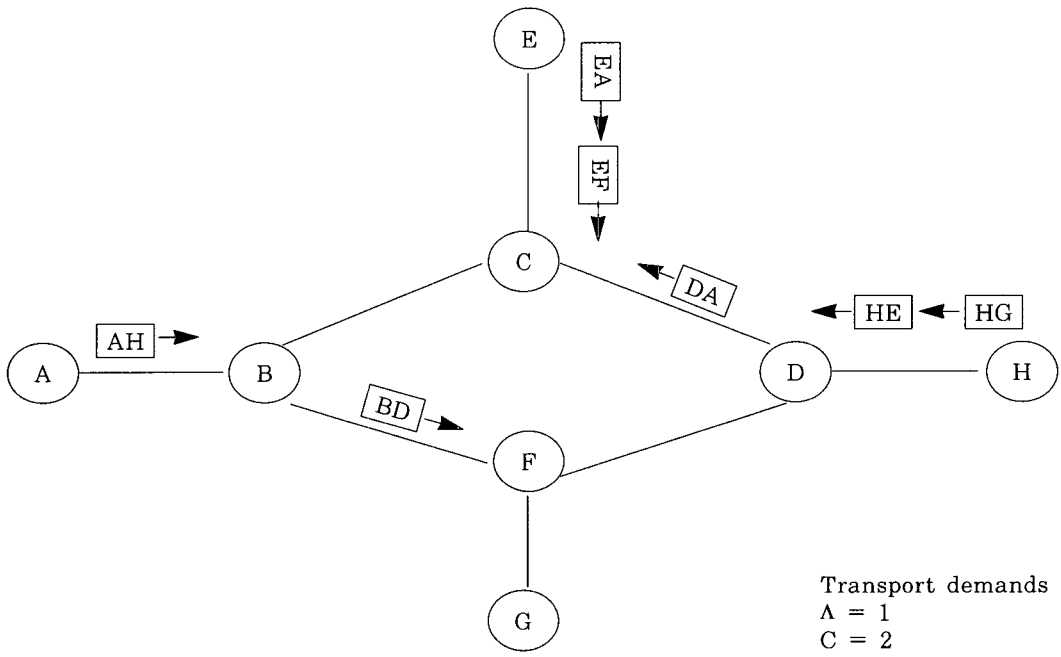 E
EA
EF
C
DA
HE
HG
AH
A
B
D
H
BD
F
G
Transport demands
Λ = 1
C = 2